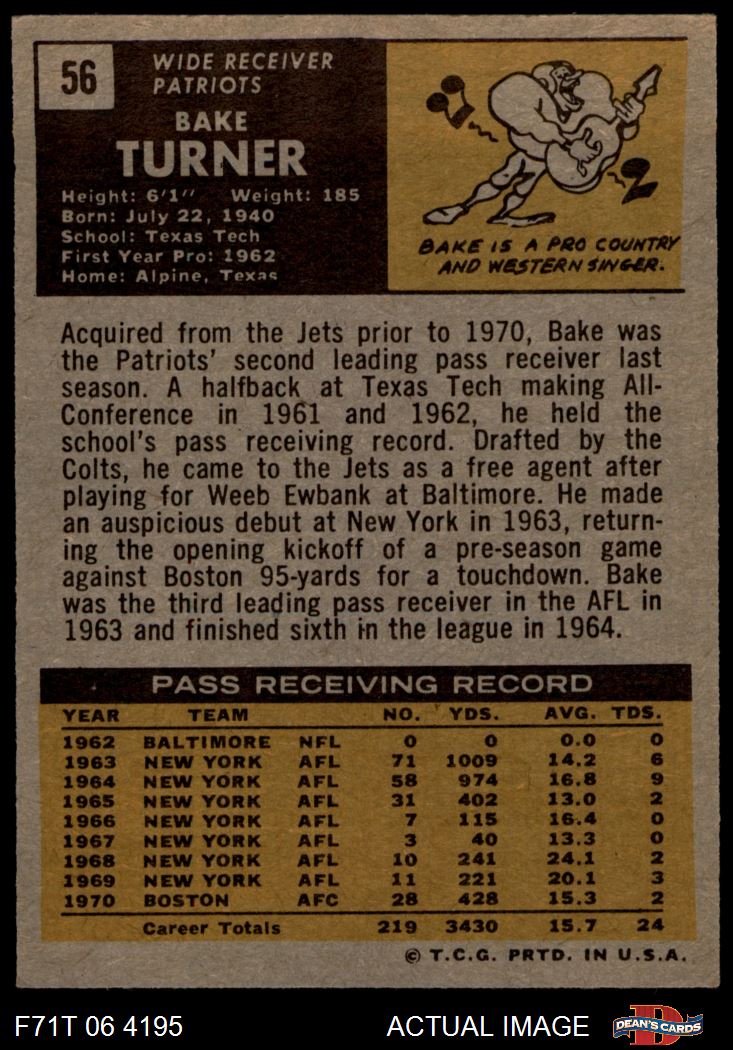 56
WIDE RECEIVER
PATRIOTS
BAKE
TURNER
Height: 6'1" Weight: 185
Born: July 22, 1940
School: Texas Tech
First Year Pro: 1962
Home: Alpine, Texas
BAKE IS A PRO COUNTRY
AND WESTERN SINGER.
Acquired from the Jets prior to 1970, Bake was
the Patriots' second leading pass receiver last
season. A halfback at Texas Tech making All-
Conference in 1961 and 1962, he held the
school's pass receiving record. Drafted by the
Colts, he came to the Jets as a free agent after
playing for Weeb Ewbank at Baltimore. He made
an auspicious debut at New York in 1963, return-
ing the opening kickoff of a pre-season game
against Boston 95-yards for a touchdown. Bake
was the third leading pass receiver in the AFL in
1963 and finished sixth in the league in 1964.
PASS RECEIVING RECORD
YEAR TEAM NO. YDS. AVG. TDS.
1962 BALTIMORE NFL 0 0 0.0 0
1963 NEW YORK AFL 71 1009 14.2 6
1964 NEW YORK AFL 58 974 16.8 9
1965 NEW YORK AFL 31 402 13.0 2
1966 NEW YORK AFL 7 115 16.4 0
1967 NEW YORK AFL 3 40 13.3 0
1968 NEW YORK AFL 10 241 24.1 2
1969 NEW YORK AFL 11 221 20.1 3
1970 BOSTON AFC 28 428 15.3 2
Career Totals 219 3430 15.7 24
© T.C.G. PRTD. IN U.S.A.
F71T 06 4195 ACTUAL IMAGE DEAN'S CARDS